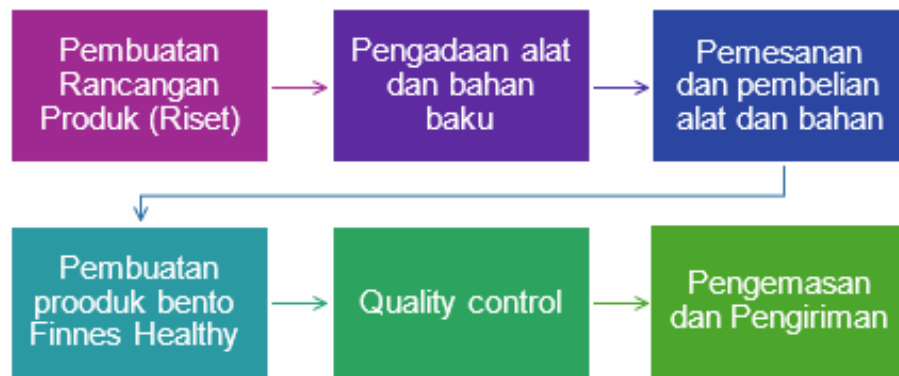 Pembuatan
Rancangan
Produk (Riset)
Pengadaan alat
dan bahan
baku
Pemesanan
dan pembelian
alat dan bahan
Pembuatan
prooduk bento
Finnes Healthy
Quality control
Pengemasan
dan Pengiriman